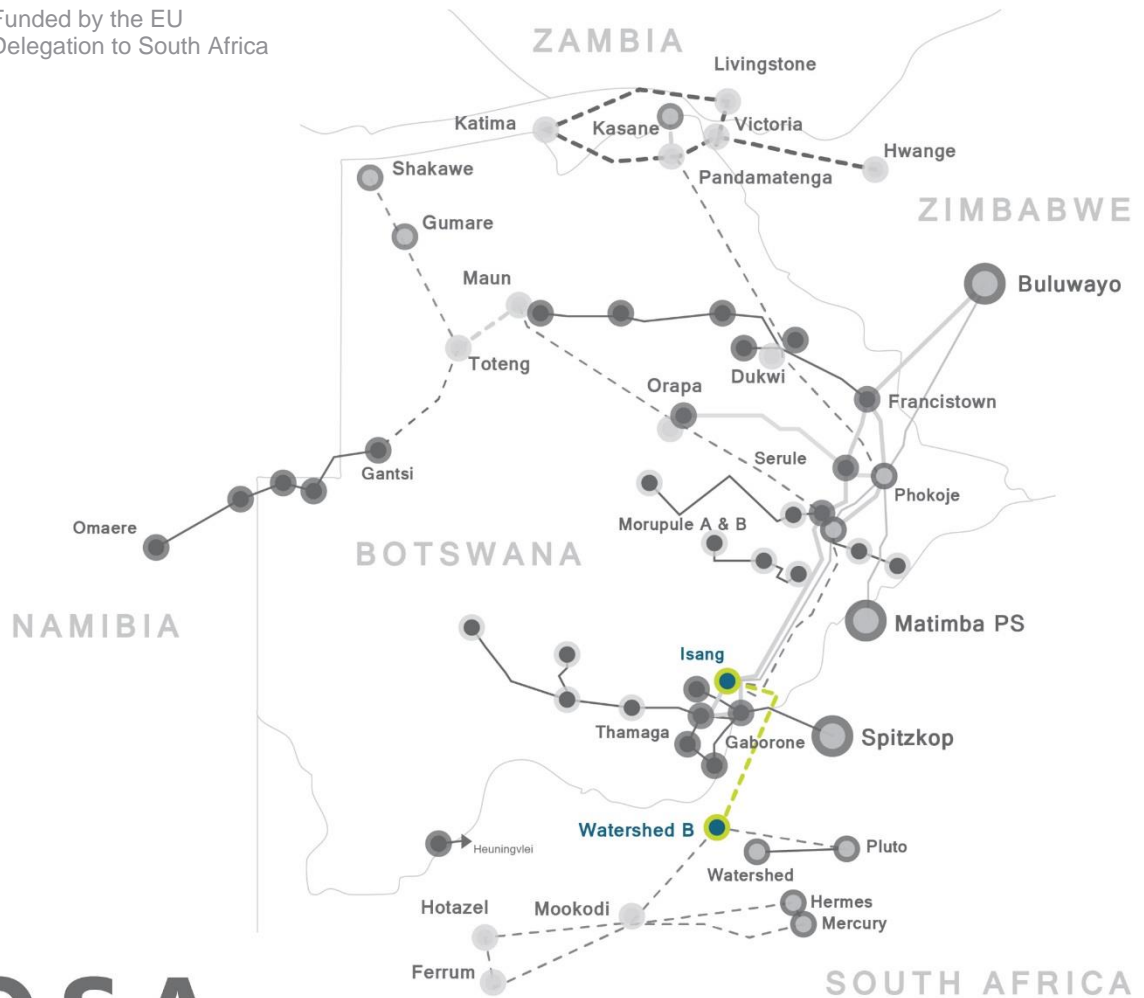 Funded by the EU
Delegation to South Africa
ZAMBIA
Livingstone
Katima
Kasane
Victoria
Hwange
Shakawe
Pandamatenga
ZIMBABWE
Gumare
Maun
Buluwayo
Toteng
Dukwi
Orapa
Francistown
Serule
Gantsi
Phokoje
Omaere
Morupule A & B
BOTSWANA
NAMIBIA
Matimba PS
Isang
Thamaga
Gaborone
Spitzkop
Watershed B
Heuningvlei
Pluto
Watershed
Hotazel
Mookodi
Hermes
Mercury
Ferrum
SOUTH AFRICA